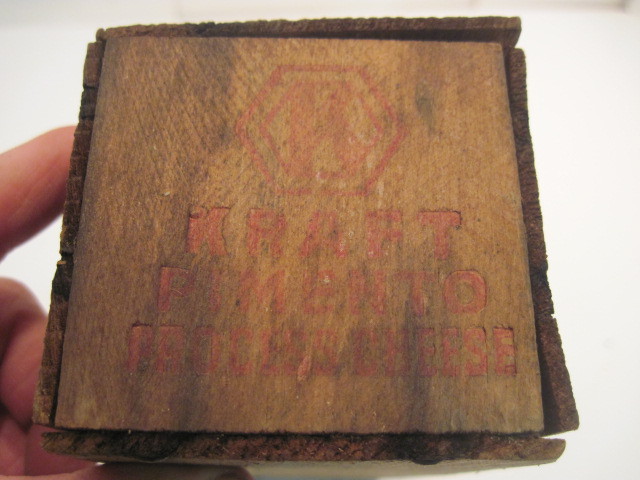 K
KRAFT
PIMENTO
PROCESS CHEESE